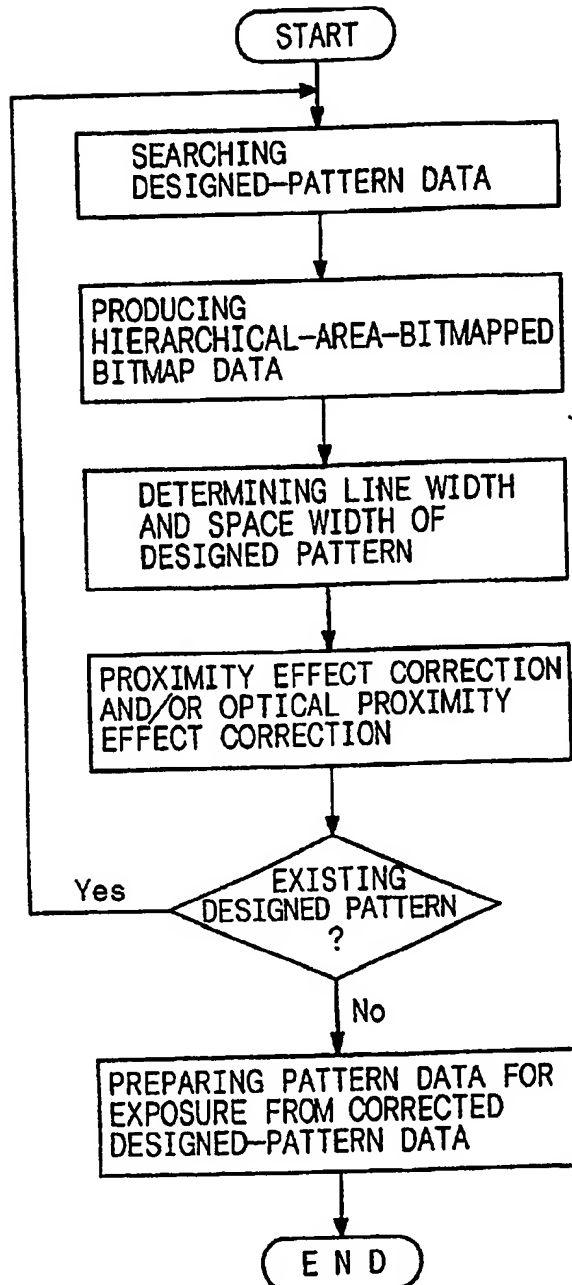 START
SEARCHING
DESIGNED-PATTERN DATA
PRODUCING
HIERARCHICAL-AREA-BITMAPPED
BITMAP DATA
DETERMINING LINE WIDTH
AND SPACE WIDTH OF
DESIGNED PATTERN
PROXIMITY EFFECT CORRECTION
AND/OR OPTICAL PROXIMITY
EFFECT CORRECTION
EXISTING
DESIGNED PATTERN
?
Yes
No
PREPARING PATTERN DATA FOR
EXPOSURE FROM CORRECTED
DESIGNED-PATTERN DATA
END